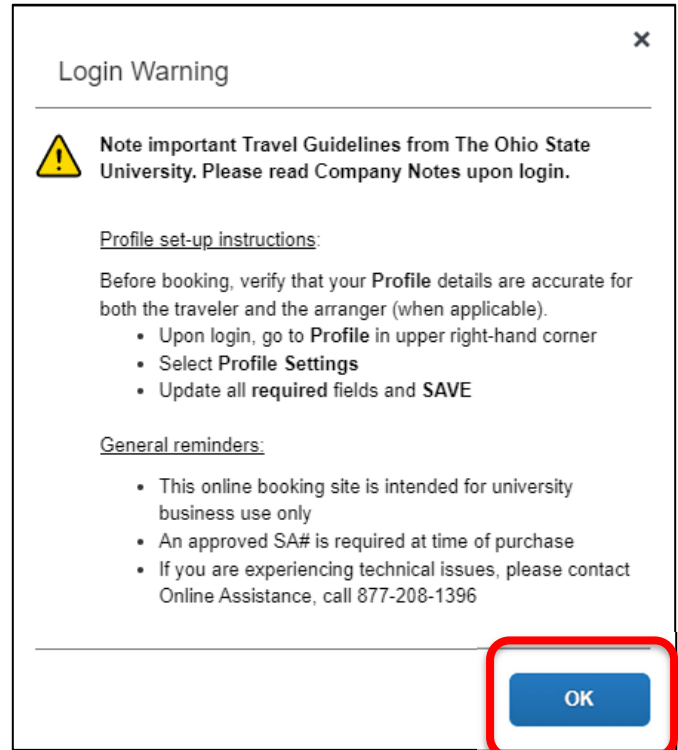 ×
Login Warning
Note important Travel Guidelines from The Ohio State
University. Please read Company Notes upon login.
Profile set-up instructions:
Before booking, verify that your Profile details are accurate for
both the traveler and the arranger (when applicable).
• Upon login, go to Profile in upper right-hand corner
• Select Profile Settings
• Update all required fields and SAVE
General reminders:
• This online booking site is intended for university
business use only
• An approved SA# is required at time of purchase
• If you are experiencing technical issues, please contact
Online Assistance, call 877-208-1396
OK